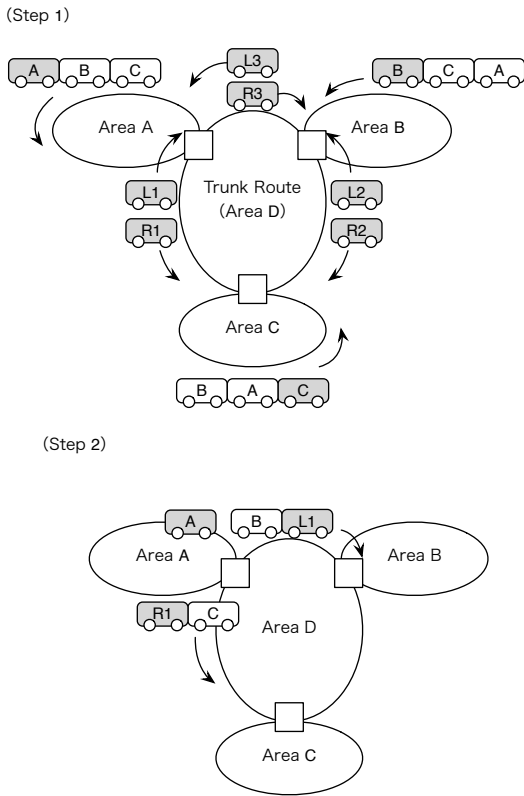 (Step 1)
A B C
L3
B C A
R3
Area A
Area B
L1
Trunk Route
(Area D)
L2
R1
R2
Area C
B A C
(Step 2)
A
B L1
Area A
Area B
R1 C
Area D
Area C